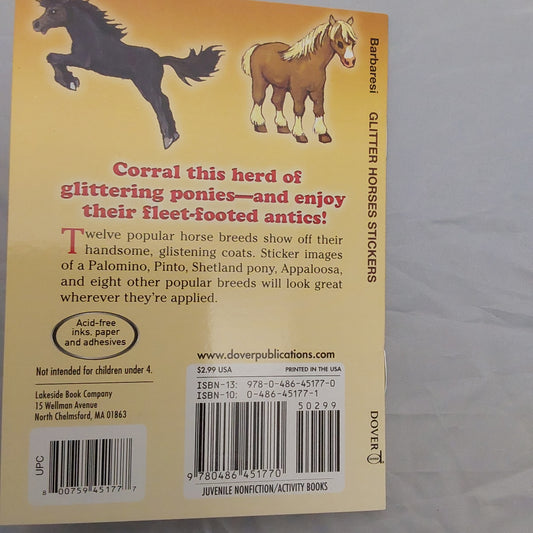 Corral this herd of
glittering ponies—and enjoy
their fleet-footed antics!
Twelve popular horse breeds show off their
handsome, glistening coats. Sticker images
of a Palomino, Pinto, Shetland pony, Appaloosa,
and eight other popular breeds will look great
wherever they're applied.
Acid-free
inks, paper
and adhesives
Not intended for children under 4.
Lakeside Book Company
15 Wellman Avenue
North Chelmsford, MA 01863
UPC
8 00759 45177 7
www.doverpublications.com
$2.99 USA PRINTED IN THE USA
ISBN-13: 978-0-486-45177-0
ISBN-10: 0-486-45177-1
50299
9 780486 451770
JUVENILE NONFICTION/ACTIVITY BOOKS
Barbaresi GLITTER HORSES STICKERS DOVER